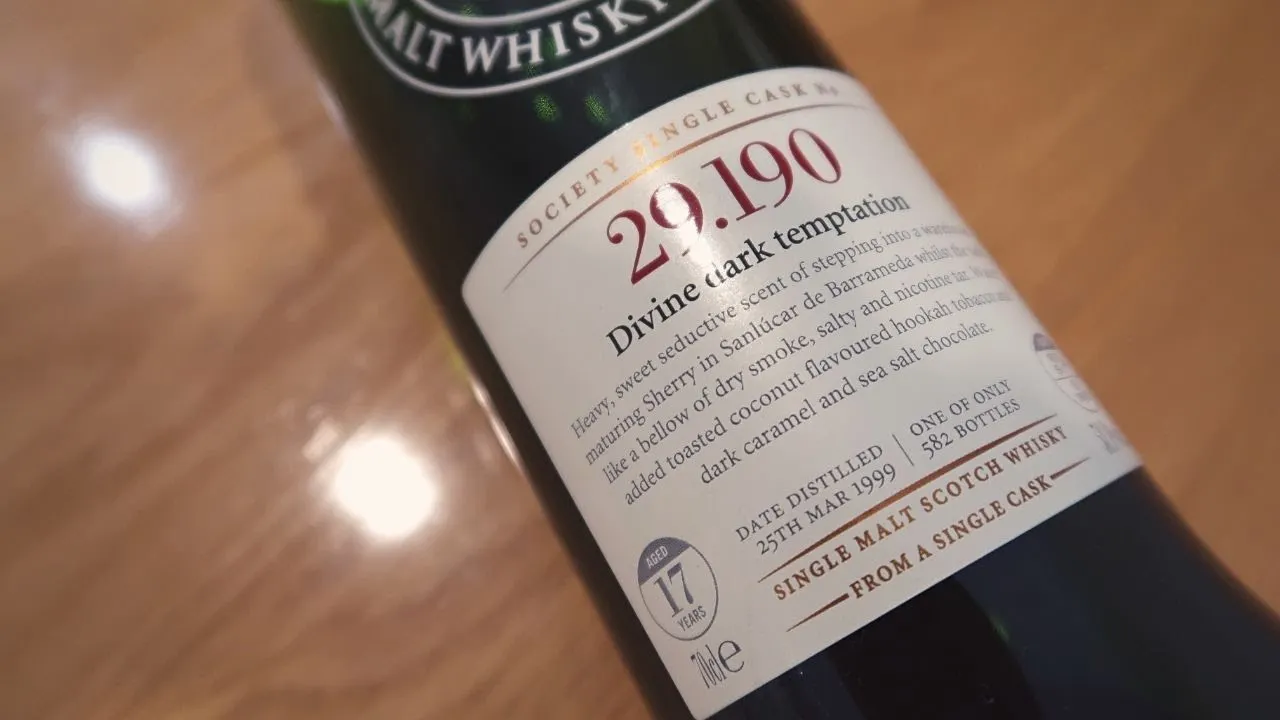 MALT WHISKY
SOCIETY SINGLE CASK No
29.190
Divine dark temptation
Heavy, sweet seductive scent of stepping into a
maturing Sherry in Sanlúcar de Barrameda whilst the
like a bellow of dry smoke, salty and nicotine tar.
added toasted coconut flavoured hookah
dark caramel and sea salt chocolate.
DATE DISTILLED
25TH MAR 1999
ONE OF ONLY
582 BOTTLES
SINGLE MALT SCOTCH WHISKY
FROM A SINGLE CASK
AGED
17
YEARS
70cl e